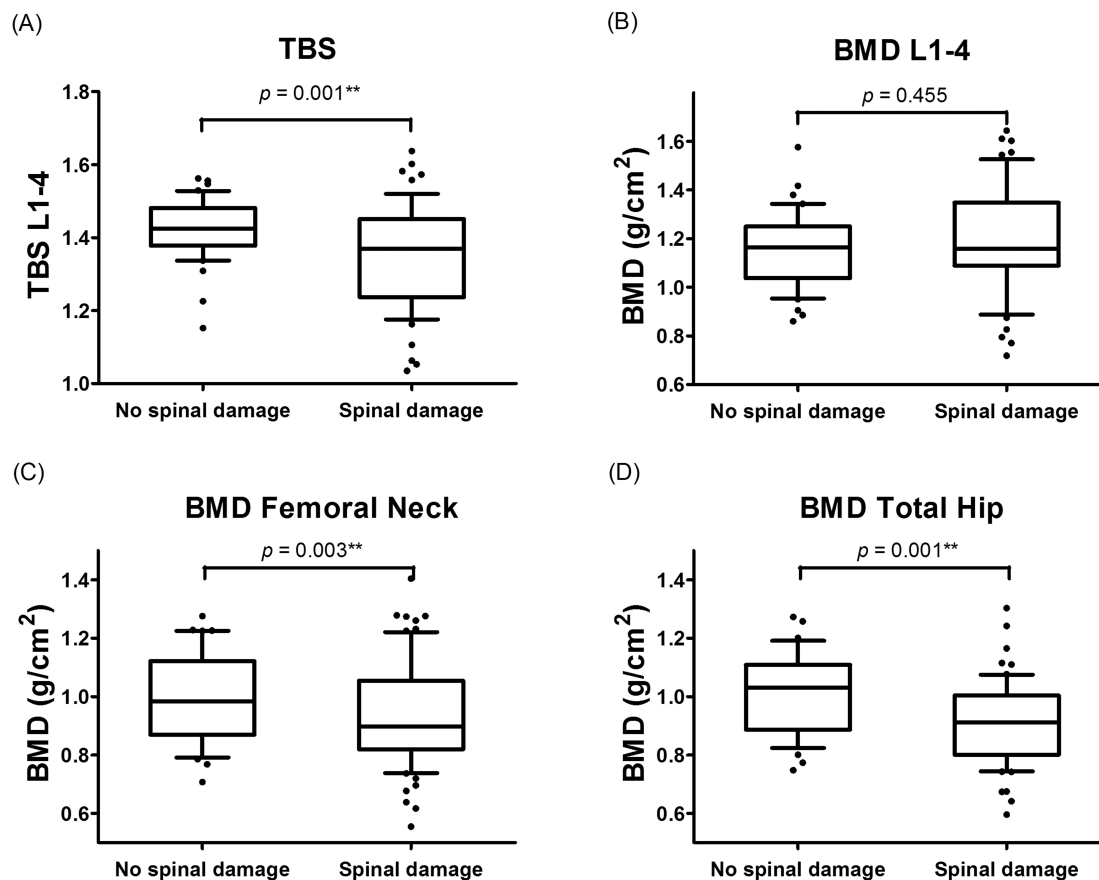 (A)
TBS
p = 0.001**
TBS L1-4
1.8
1.6
1.4
1.2
1.0
No spinal damage Spinal damage
(B)
BMD L1-4
p = 0.455
BMD (g/cm²)
1.6
1.4
1.2
1.0
0.8
0.6
No spinal damage Spinal damage
(C)
BMD Femoral Neck
p = 0.003**
BMD (g/cm²)
1.4
1.2
1.0
0.8
0.6
No spinal damage Spinal damage
(D)
BMD Total Hip
p = 0.001**
BMD (g/cm²)
1.4
1.2
1.0
0.8
0.6
No spinal damage Spinal damage